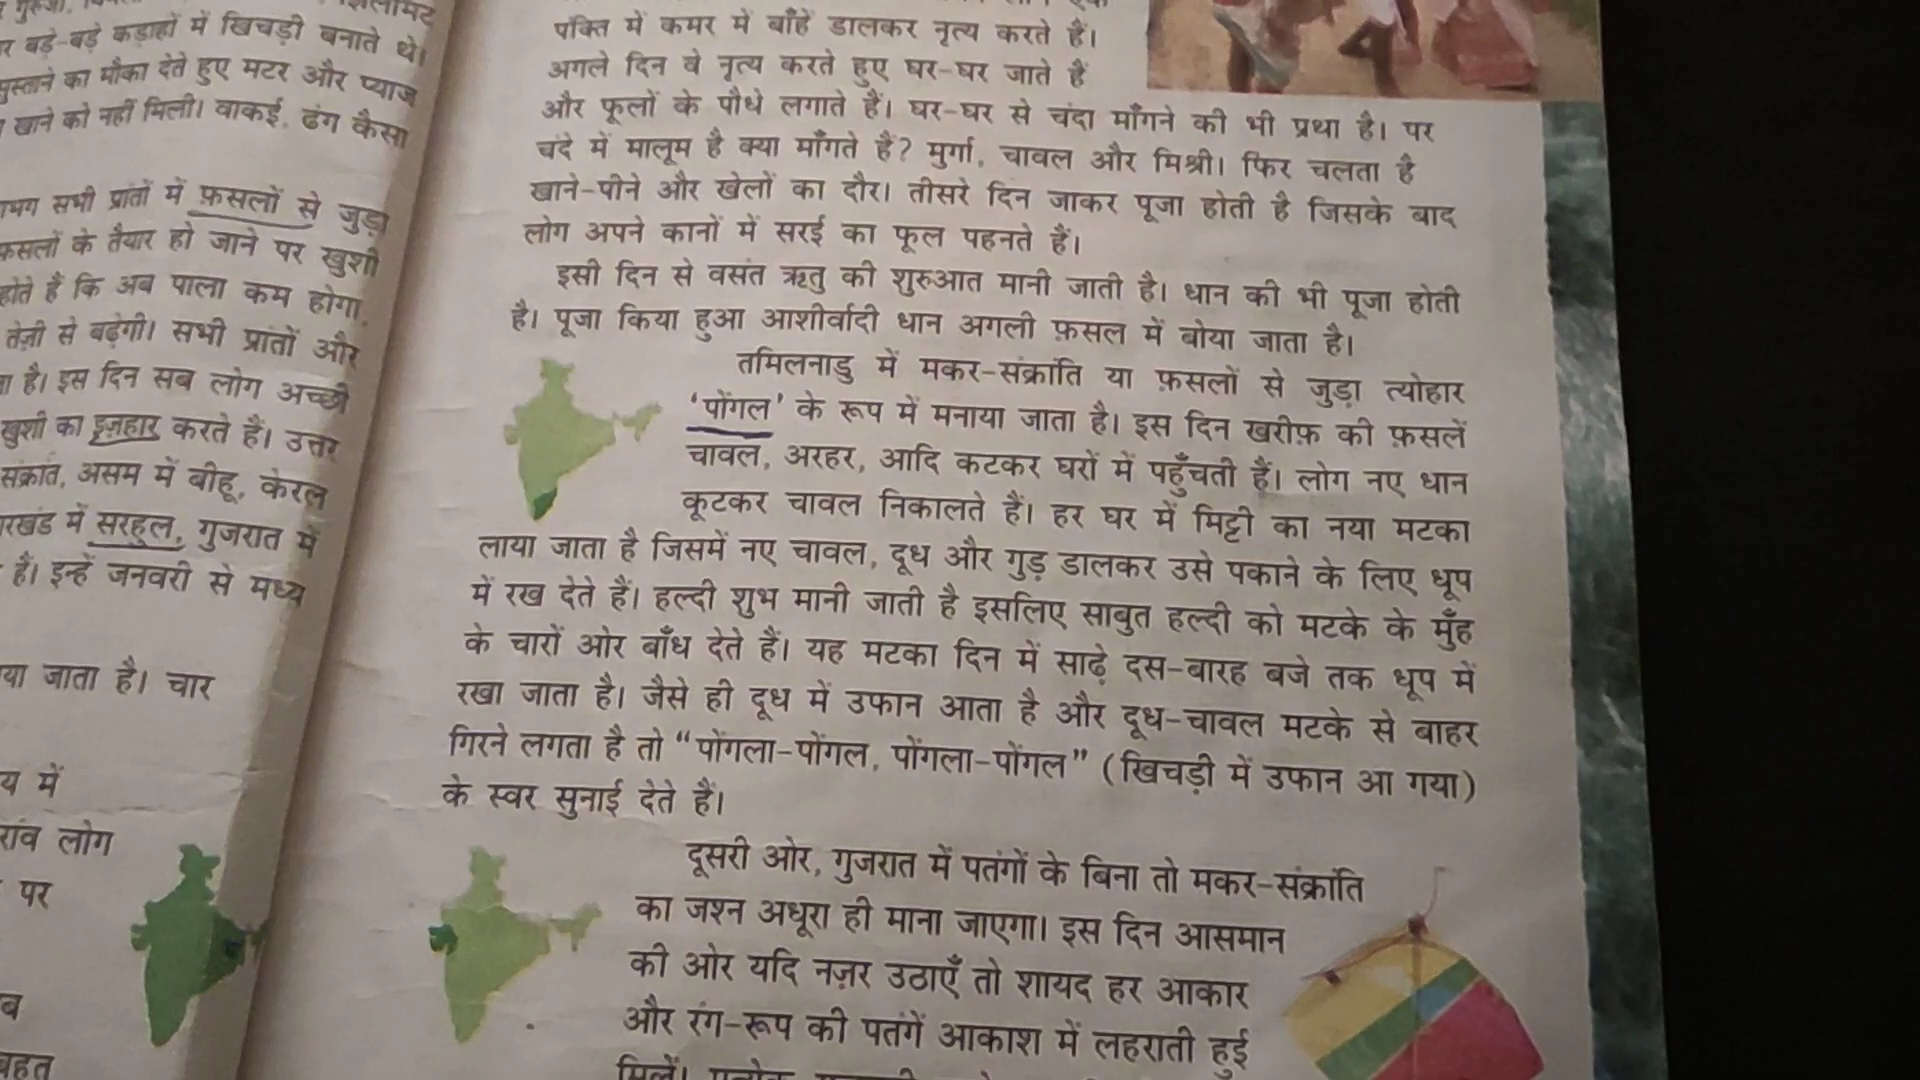 बड़े-बड़े कड़ाहों में खिचड़ी बनाते थे।
का मौका देते हुए मटर और प्याज
खाने को नहीं मिली। वाकई, ढंग कैसा
सभी प्रांतों में फ़सलों से जुड़ा
के तैयार हो जाने पर खुशी
होते हैं कि अब पाला कम होगा,
तेज़ी से बढ़ेगी। सभी प्रांतों और
है। इस दिन सब लोग अच्छी
खुशी का इज़हार करते हैं। उत्तर
असम में बीहू, केरल
में सरहुल, गुजरात में
हैं। इन्हें जनवरी से मध्य
जाता है। चार
में
लोग
पर
पंक्ति में कमर में बाँहें डालकर नृत्य करते हैं।
अगले दिन वे नृत्य करते हुए घर-घर जाते हैं
और फूलों के पौधे लगाते हैं। घर-घर से चंदा माँगने की भी प्रथा है। पर
चंदे में मालूम है क्या माँगते हैं? मुर्गा, चावल और मिश्री। फिर चलता है
खाने-पीने और खेलों का दौर। तीसरे दिन जाकर पूजा होती है जिसके बाद
लोग अपने कानों में सरई का फूल पहनते हैं।
इसी दिन से वसंत ऋतु की शुरुआत मानी जाती है। धान की भी पूजा होती
है। पूजा किया हुआ आशीर्वादी धान अगली फ़सल में बोया जाता है।
तमिलनाडु में मकर-संक्रांति या फ़सलों से जुड़ा त्योहार
'पोंगल' के रूप में मनाया जाता है। इस दिन खरीफ़ की फ़सलें
चावल, अरहर, आदि कटकर घरों में पहुँचती हैं। लोग नए धान
कूटकर चावल निकालते हैं। हर घर में मिट्टी का नया मटका
लाया जाता है जिसमें नए चावल, दूध और गुड़ डालकर उसे पकाने के लिए धूप
में रख देते हैं। हल्दी शुभ मानी जाती है इसलिए साबुत हल्दी को मटके के मुँह
के चारों ओर बाँध देते हैं। यह मटका दिन में साढ़े दस-बारह बजे तक धूप में
रखा जाता है। जैसे ही दूध में उफान आता है और दूध-चावल मटके से बाहर
गिरने लगता है तो “पोंगला-पोंगल, पोंगला-पोंगल” (खिचड़ी में उफान आ गया)
के स्वर सुनाई देते हैं।
दूसरी ओर, गुजरात में पतंगों के बिना तो मकर-संक्रांति
का जश्न अधूरा ही माना जाएगा। इस दिन आसमान
की ओर यदि नज़र उठाएँ तो शायद हर आकार
और रंग-रूप की पतंगें आकाश में लहराती हुई
मिलें।